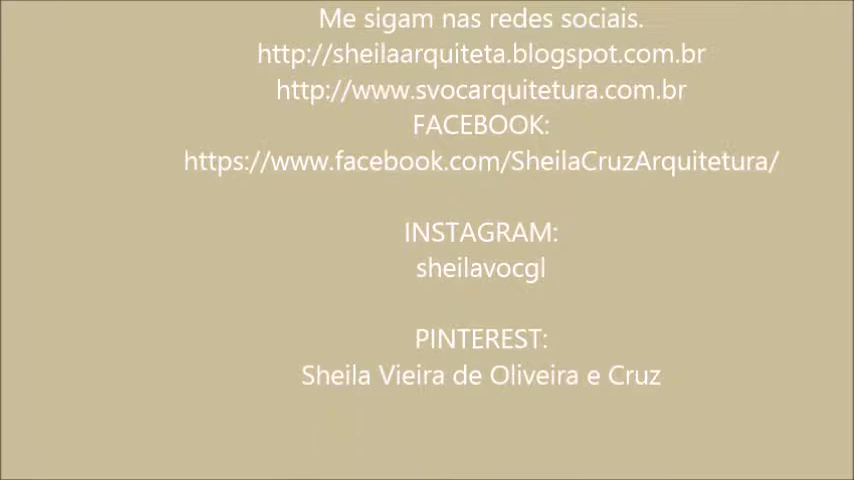 Me sigam nas redes sociais.
http://sheilaarquiteta.blogspot.com.br
http://www.svocarquitetura.com.br
FACEBOOK:
https://www.facebook.com/SheilaCruzArquitetura/
INSTAGRAM:
sheilavocgl
PINTEREST:
Sheila Vieira de Oliveira e Cruz